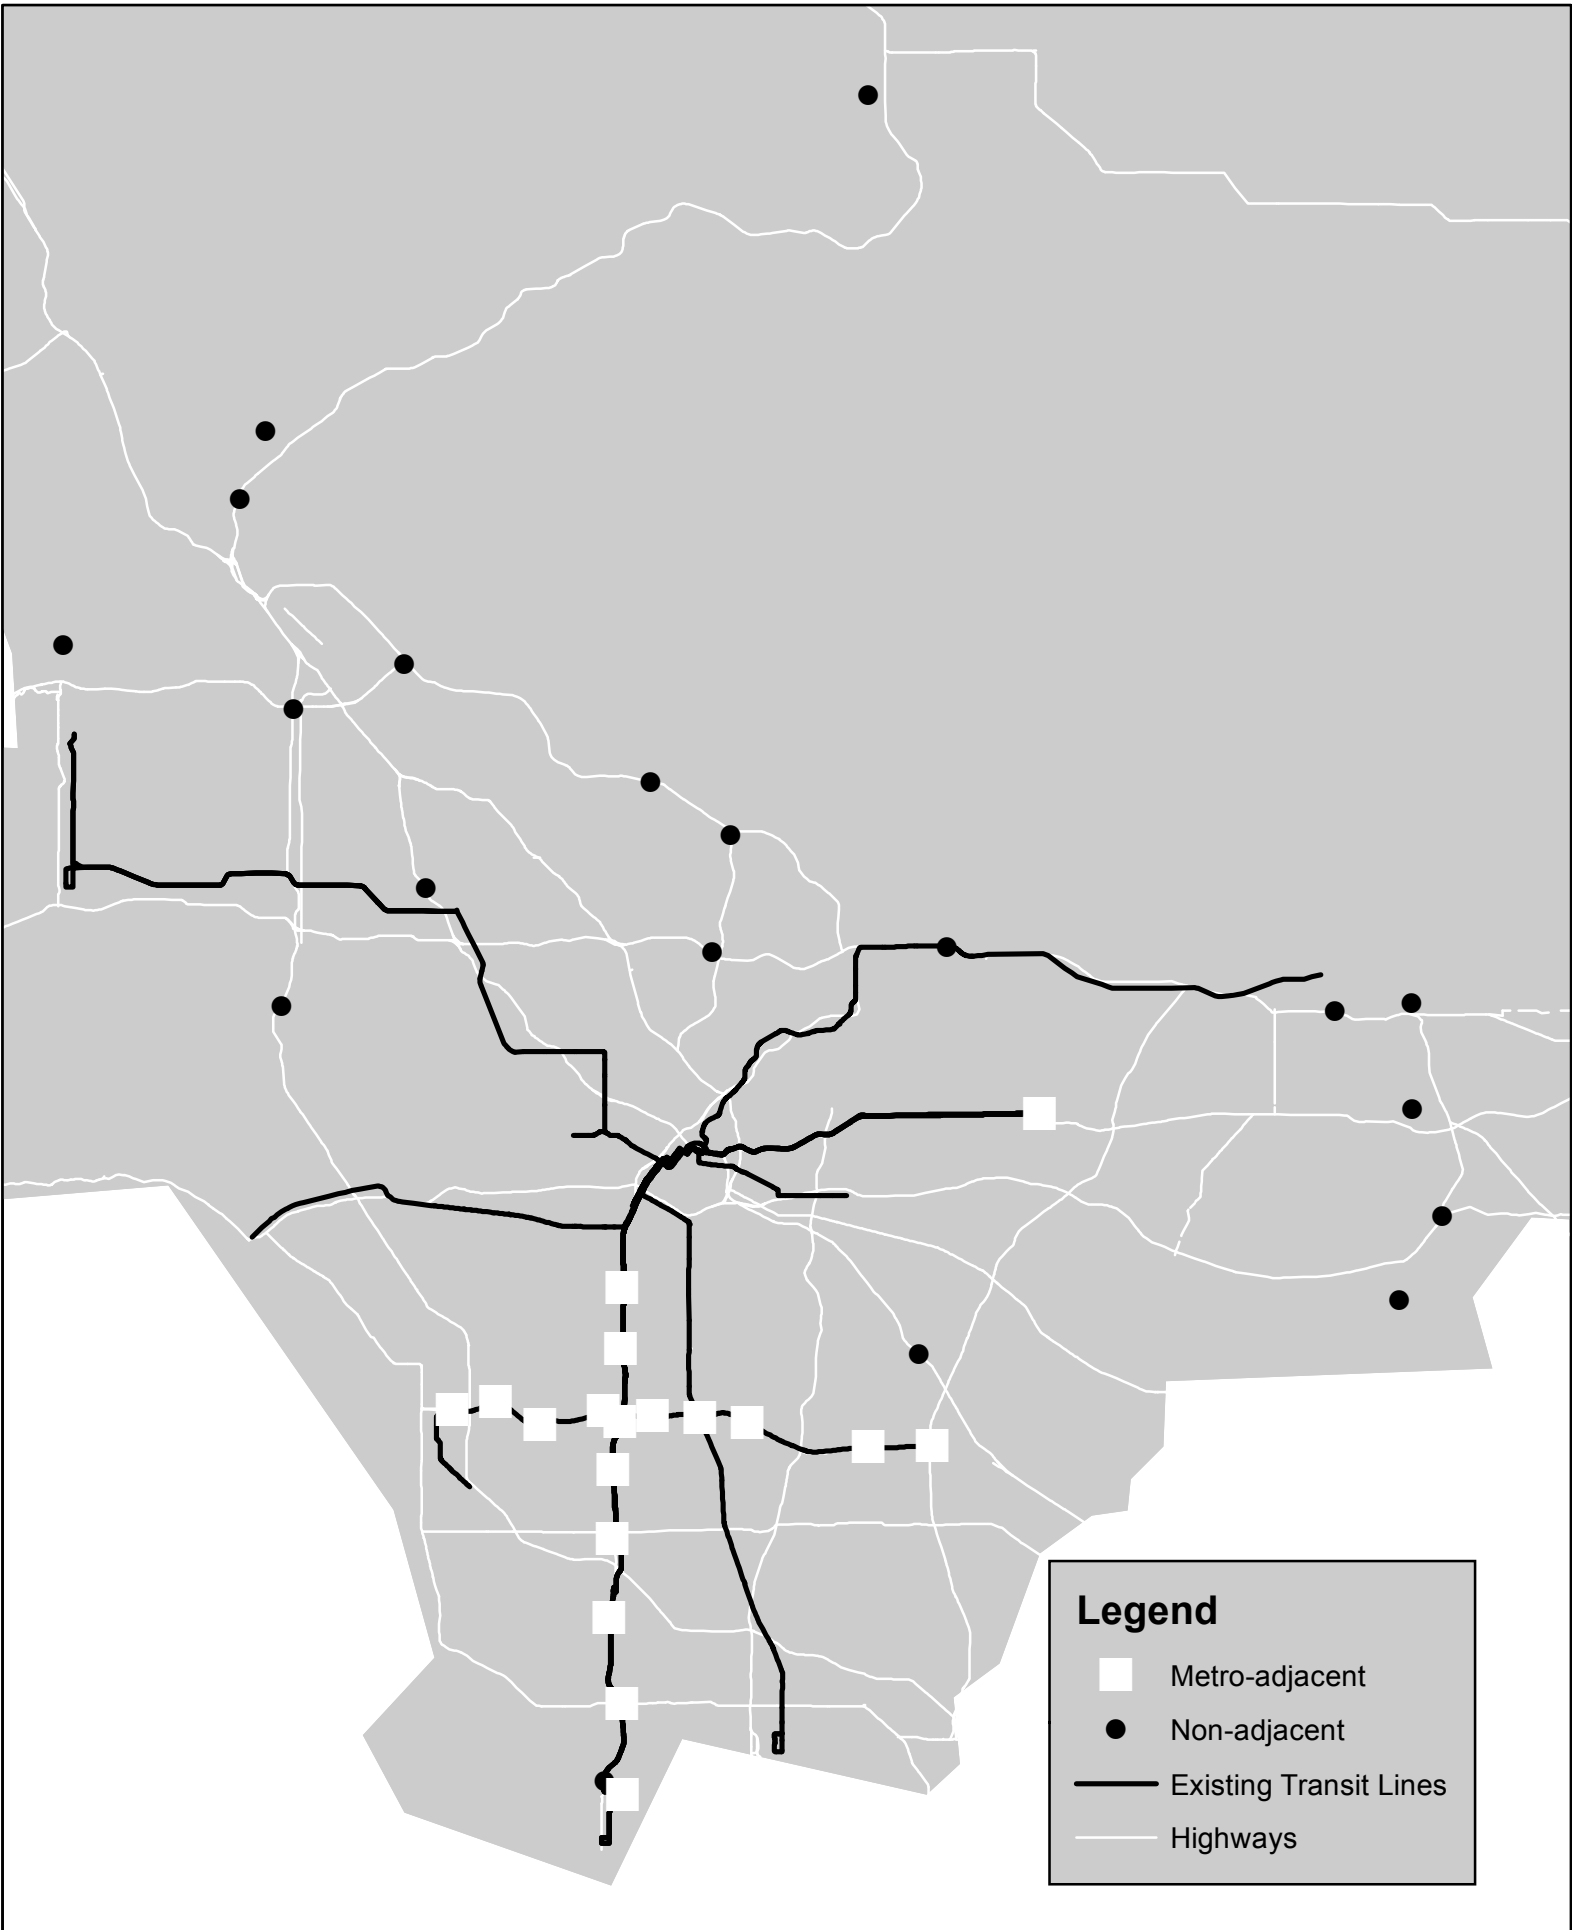 Legend
Metro-adjacent
Non-adjacent
Existing Transit Lines
Highways